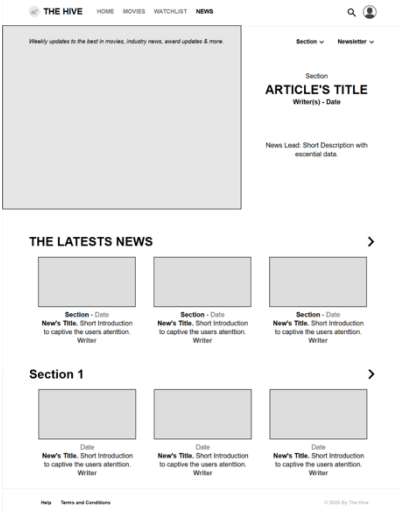 THE HIVE HOME MOVIES WATCHLIST NEWS
Weekly updates to the best in movies, industry news, award updates & more.
Section Newsletter
Section
ARTICLE'S TITLE
Writer(s) - Date
News Lead: Short Description with
escential data.
THE LATESTS NEWS
Section - Date
New's Title. Short Introduction
to captive the users atenttion.
Writer
Section - Date
New's Title. Short Introduction
to captive the users atenttion.
Writer
Section - Date
New's Title. Short Introduction
to captive the users atenttion.
Writer
Section 1
Date
New's Title. Short Introduction
to captive the users atenttion.
Writer
Date
New's Title. Short Introduction
to captive the users atenttion.
Writer
Date
New's Title. Short Introduction
to captive the users atenttion.
Writer
Help Terms and Conditions
© 2020 By The Hive